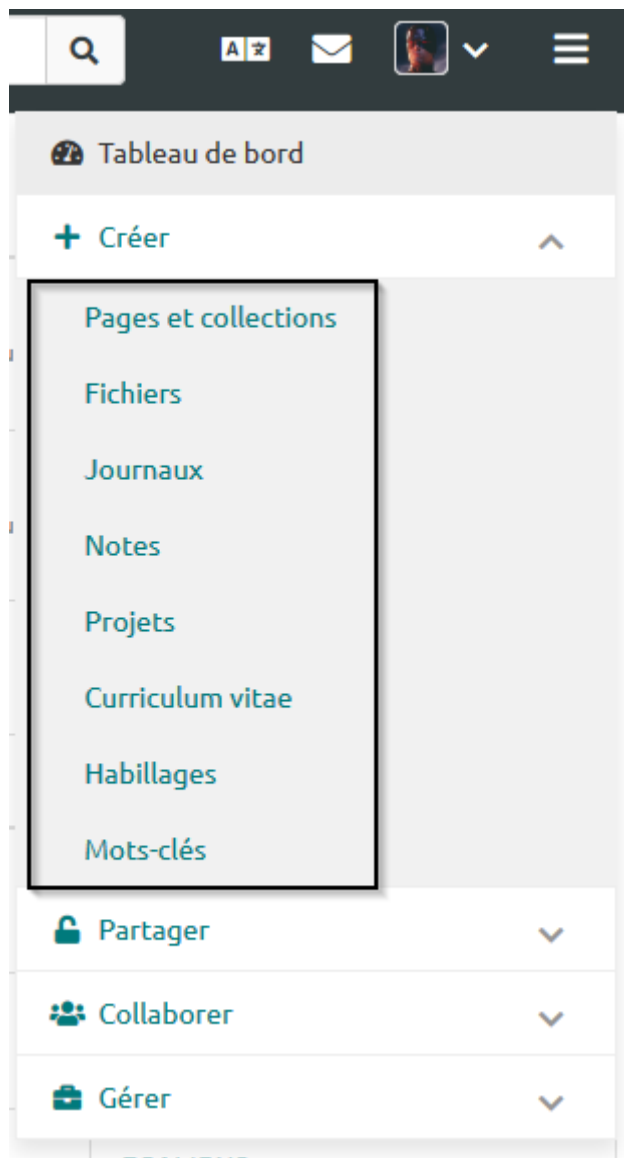 Tableau de bord
Créer
Pages et collections
Fichiers
Journaux
Notes
Projets
Curriculum vitae
Habillages
Mots-clés
Partager
Collaborer
Gérer